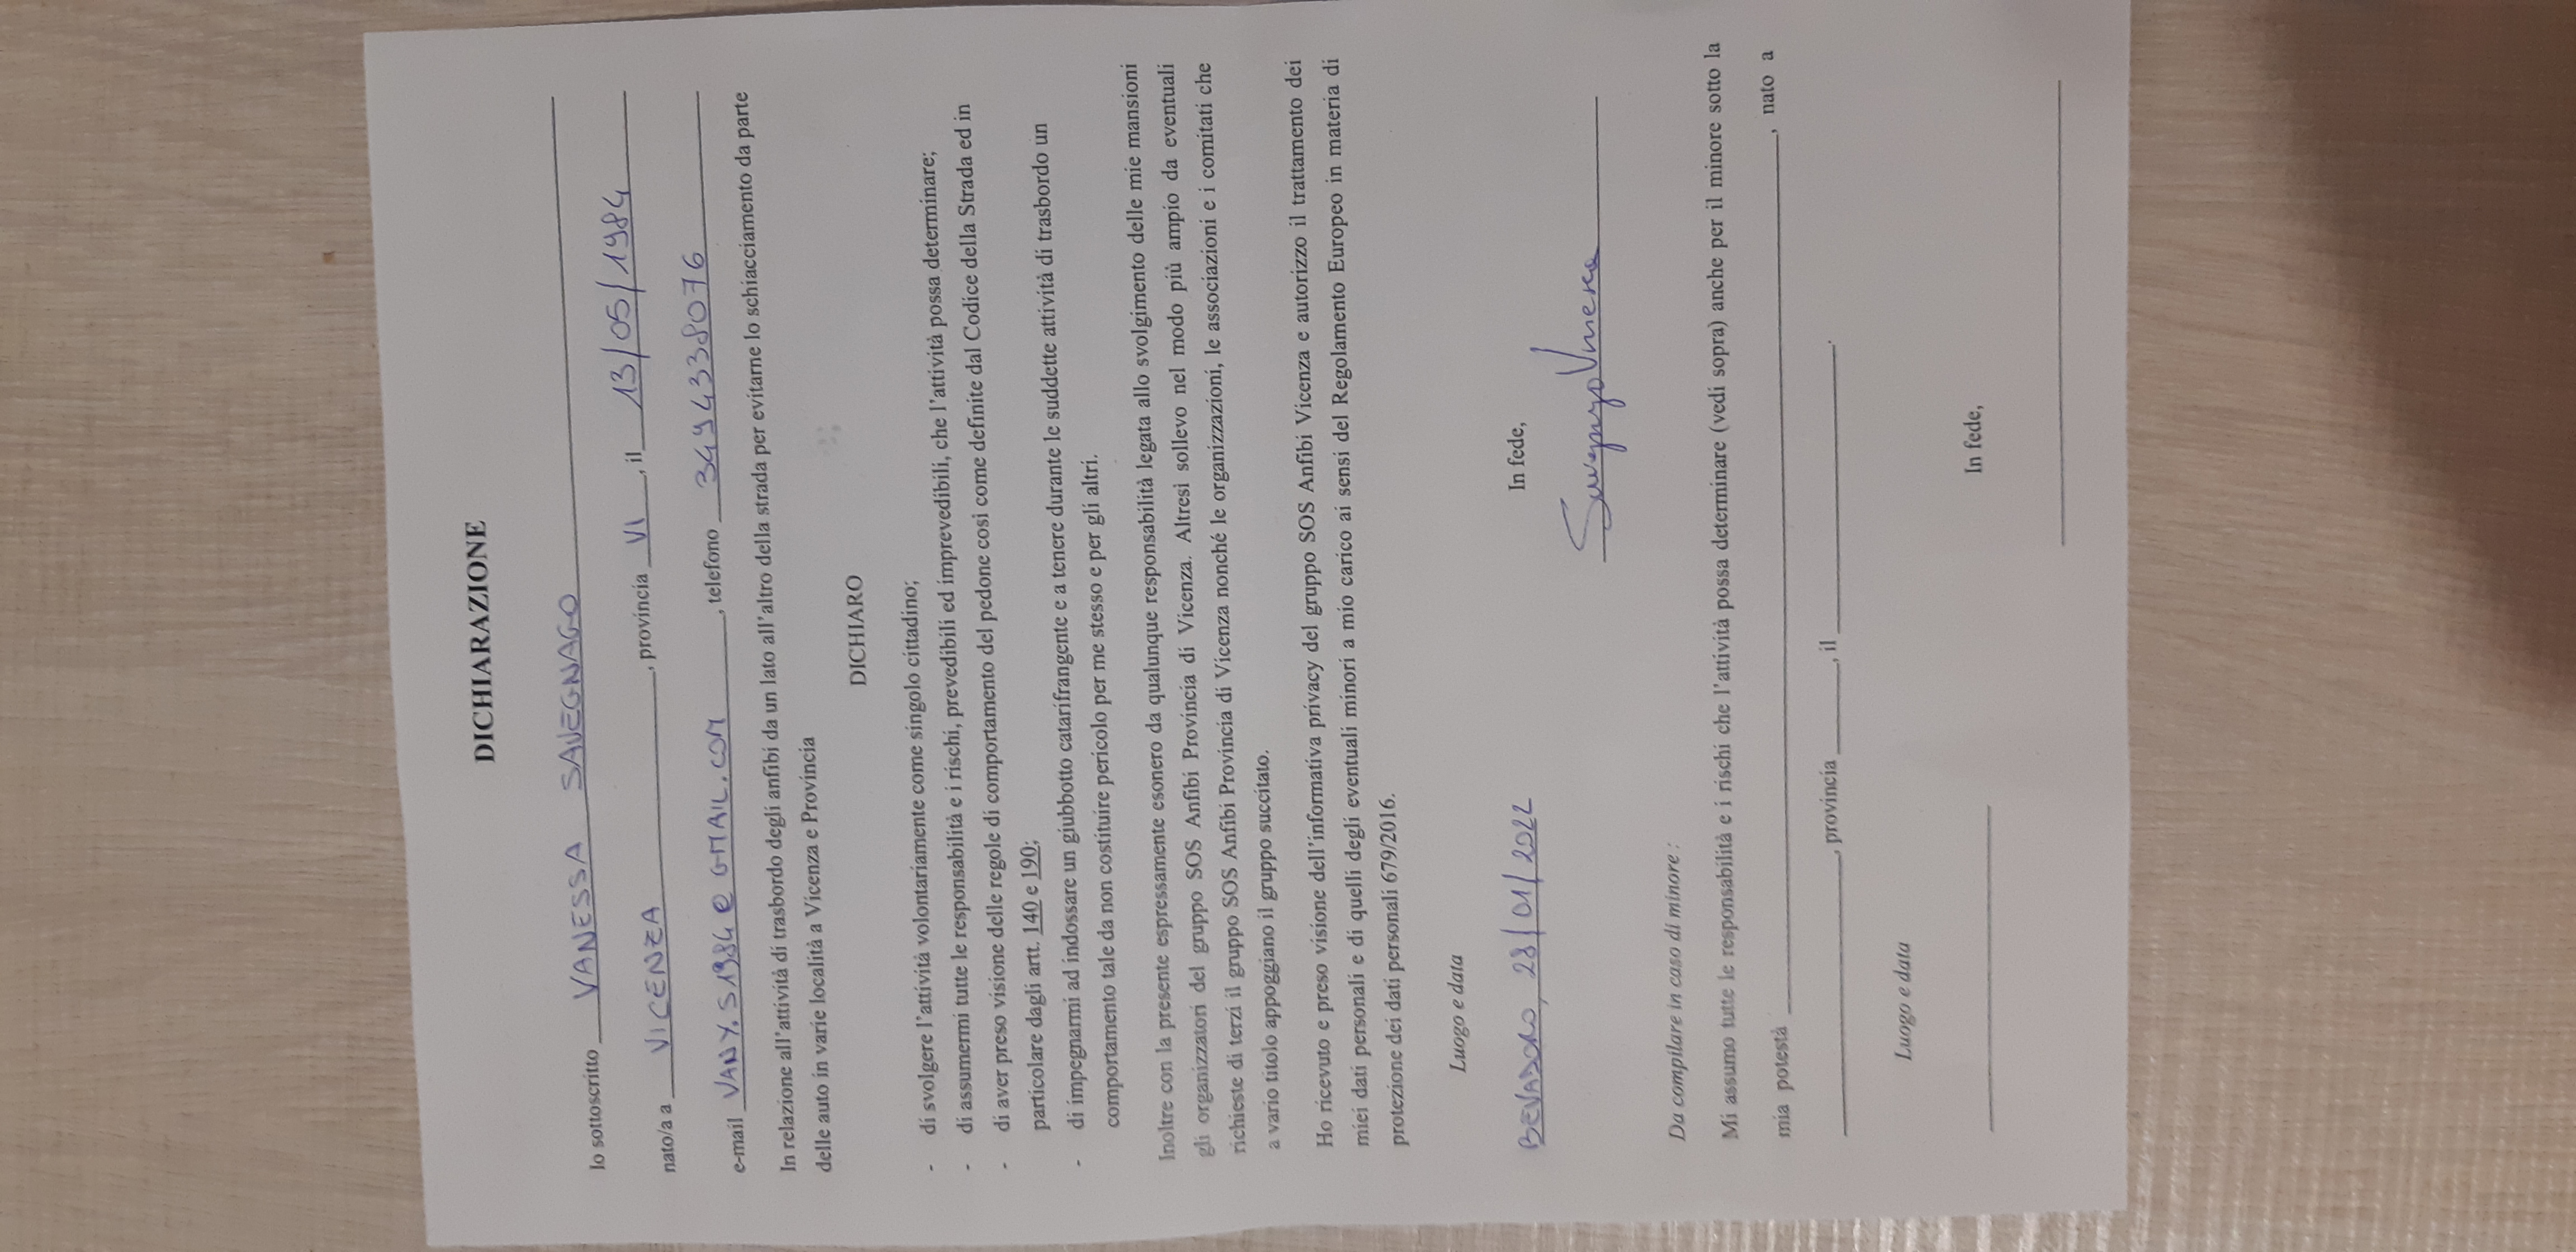 DICHIARAZIONE
Io sottoscritto VANESSA SAVEGNAGO
nato/a a VICENZA, provincia VI, il 13/05/1984
e-mail VANY.S1984@GMAIL.COM, telefono 3494338076
In relazione all'attività di trasbordo degli anfibi da un lato all'altro della strada per evitarne lo schiacciamento da parte
delle auto in varie località a Vicenza e Provincia
DICHIARO
- di svolgere l'attività volontariamente come singolo cittadino;
- di assumermi tutte le responsabilità e i rischi, prevedibili ed imprevedibili, che l'attività possa determinare;
- di aver preso visione delle regole di comportamento del pedone così come definite dal Codice della Strada ed in
particolare dagli artt. 140 e 190;
- di impegnarmi ad indossare un giubbotto catarifrangente e a tenere durante le suddette attività di trasbordo un
comportamento tale da non costituire pericolo per me stesso e per gli altri.
Inoltre con la presente espressamente esonero da qualunque responsabilità legata allo svolgimento delle mie mansioni
gli organizzatori del gruppo SOS Anfibi Provincia di Vicenza. Altresì sollevo nel modo più ampio da eventuali
richieste di terzi il gruppo SOS Anfibi Provincia di Vicenza nonché le organizzazioni, le associazioni e i comitati che
a vario titolo appoggiano il gruppo succitato.
Ho ricevuto e preso visione dell'informativa privacy del gruppo SOS Anfibi Vicenza e autorizzo il trattamento dei
miei dati personali e di quelli degli eventuali minori a mio carico ai sensi del Regolamento Europeo in materia di
protezione dei dati personali 679/2016.
Luogo e data
BEVADORO, 28/01/2022
In fede,
Savegnago Vanessa
Da compilare in caso di minore :
Mi assumo tutte le responsabilità e i rischi che l'attività possa determinare (vedi sopra) anche per il minore sotto la
mia potestà , nato a
, provincia , il .
Luogo e data
In fede,